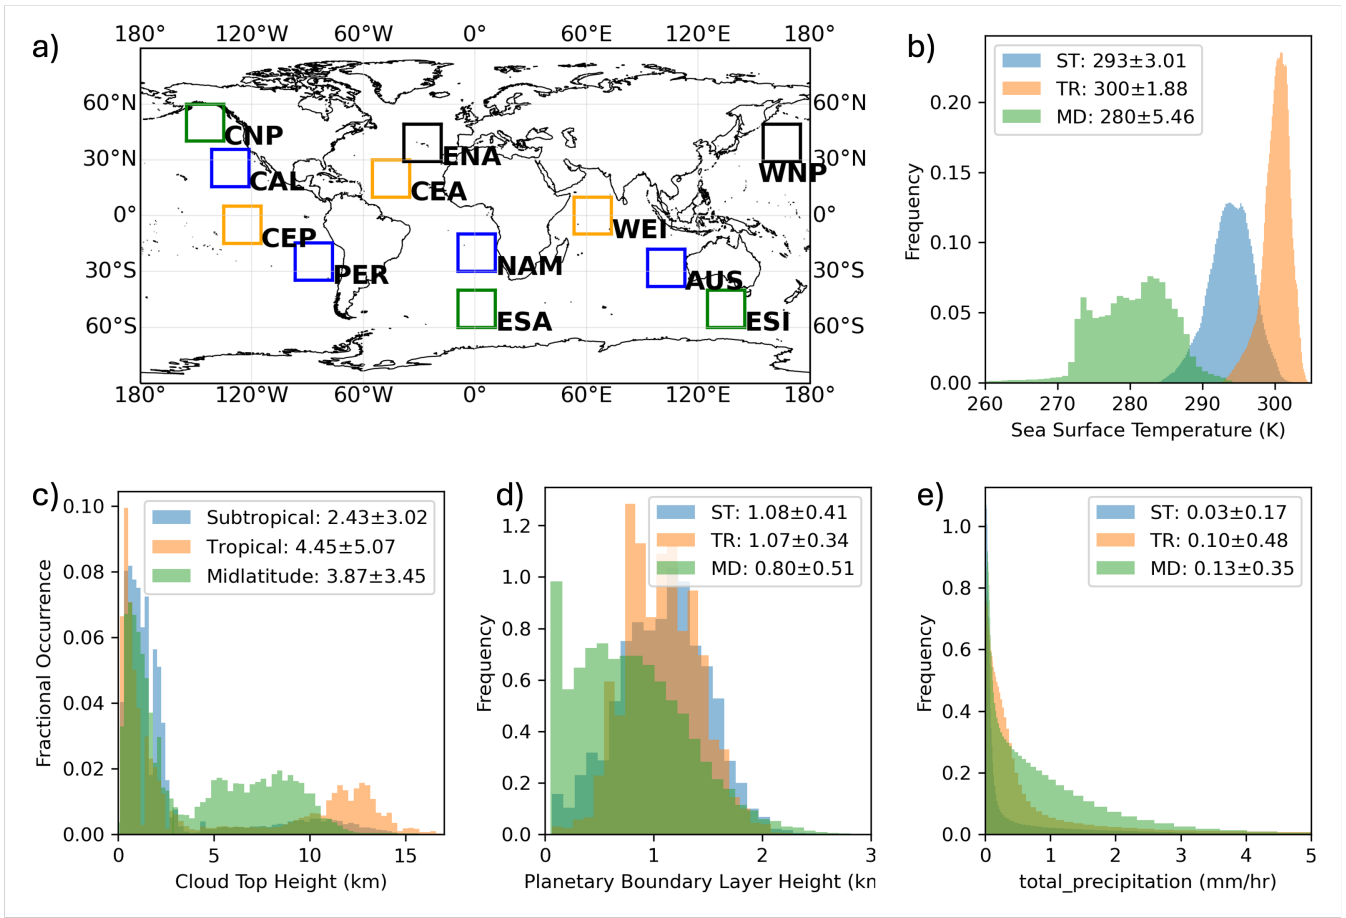 a)
180° 120°W 60°W 0° 60°E 120°E 180°
60°N 60°N
30°N 30°N
0° 0°
30°S 30°S
60°S 60°S
CNP
CAL
CEP
PER
ENA
CEA
NAM
ESA
WEI
WNP
AUS
ESI
180° 120°W 60°W 0° 60°E 120°E 180°
b)
ST: 293±3.01
TR: 300±1.88
MD: 280±5.46
Frequency
0.20
0.15
0.10
0.05
0.00
260 270 280 290 300
Sea Surface Temperature (K)
c)
Subtropical: 2.43±3.02
Tropical: 4.45±5.07
Midlatitude: 3.87±3.45
Fractional Occurrence
0.10
0.08
0.06
0.04
0.02
0.00
0 5 10 15
Cloud Top Height (km)
d)
ST: 1.08±0.41
TR: 1.07±0.34
MD: 0.80±0.51
Frequency
1.2
1.0
0.8
0.6
0.4
0.2
0.0
0 1 2 3
Planetary Boundary Layer Height (kn
e)
ST: 0.03±0.17
TR: 0.10±0.48
MD: 0.13±0.35
Frequency
1.0
0.8
0.6
0.4
0.2
0.0
0 1 2 3 4 5
total_precipitation (mm/hr)